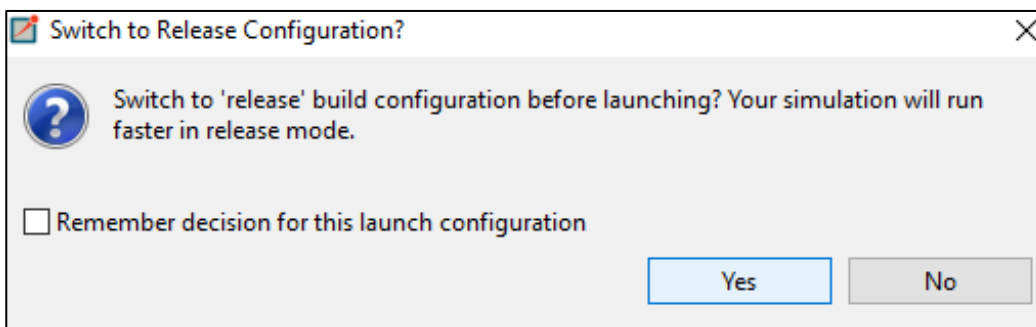 Switch to Release Configuration?
Switch to 'release' build configuration before launching? Your simulation will run
faster in release mode.
Remember decision for this launch configuration
Yes No